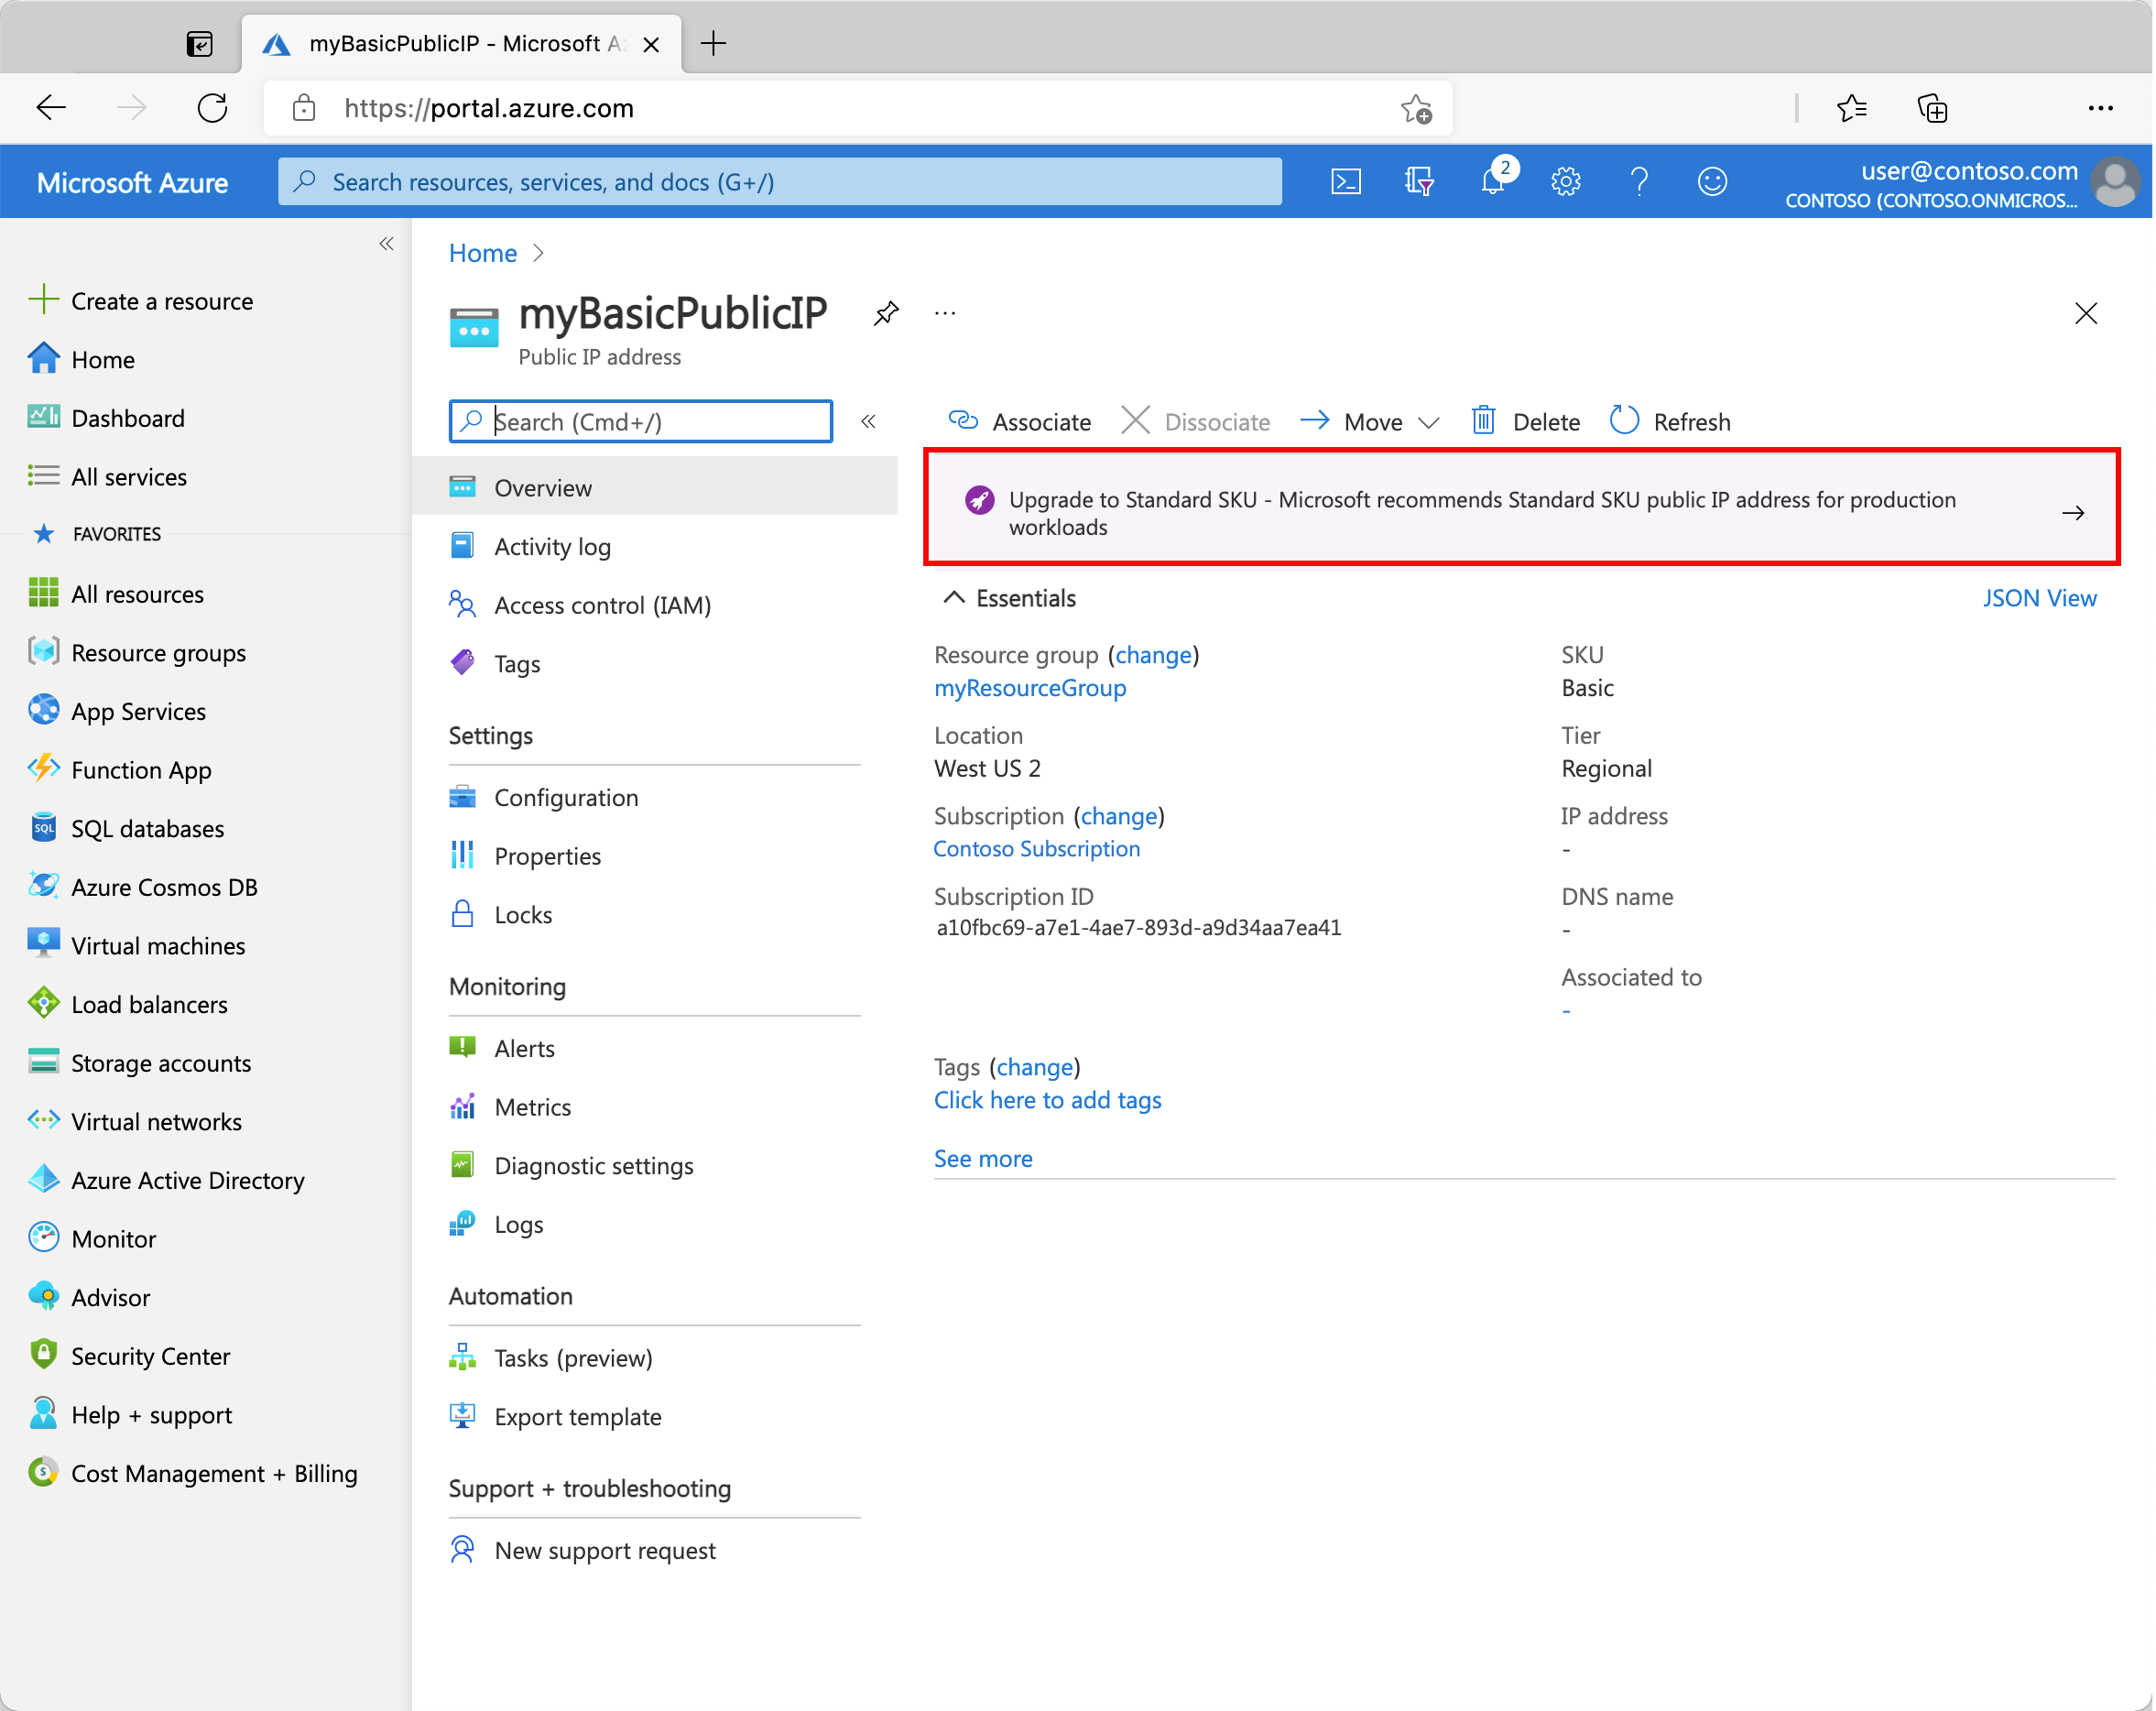 myBasicPublicIP - Microsoft Az
https://portal.azure.com
Microsoft Azure
Search resources, services, and docs (G+/)
2
user@contoso.com
CONTOSO (CONTOSO.ONMICROS...
Create a resource
Home
Dashboard
All services
FAVORITES
All resources
Resource groups
App Services
Function App
SQL
SQL databases
Azure Cosmos DB
Virtual machines
Load balancers
Storage accounts
Virtual networks
Azure Active Directory
Monitor
Advisor
Security Center
Help + support
Cost Management + Billing
Home
myBasicPublicIP
Public IP address
Search (Cmd+/)
Overview
Activity log
Access control (IAM)
Tags
Settings
Configuration
Properties
Locks
Monitoring
Alerts
Metrics
Diagnostic settings
Logs
Automation
Tasks (preview)
Export template
Support + troubleshooting
New support request
Associate
Dissociate
Move
Delete
Refresh
Upgrade to Standard SKU - Microsoft recommends Standard SKU public IP address for production
workloads
Essentials
JSON View
Resource group (change)
myResourceGroup
Location
West US 2
Subscription (change)
Contoso Subscription
Subscription ID
a10fbc69-a7e1-4ae7-893d-a9d34aa7ea41
SKU
Basic
Tier
Regional
IP address
-
DNS name
-
Associated to
-
Tags (change)
Click here to add tags
See more